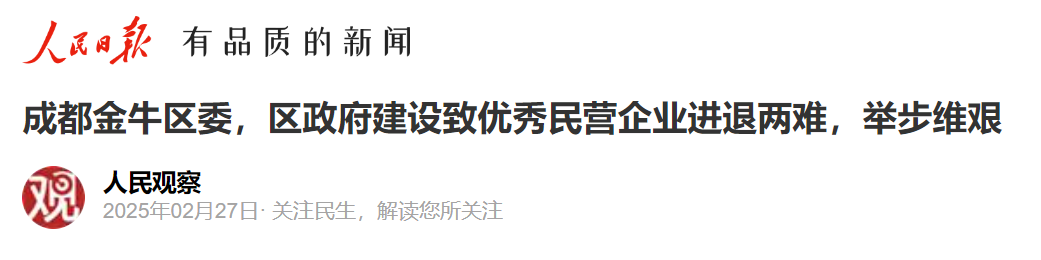 人民日报 有品质的新闻
成都金牛区委，区政府建设致优秀民营企业进退两难，举步维艰
观
人民观察
2025年02月27日· 关注民生，解读您所关注